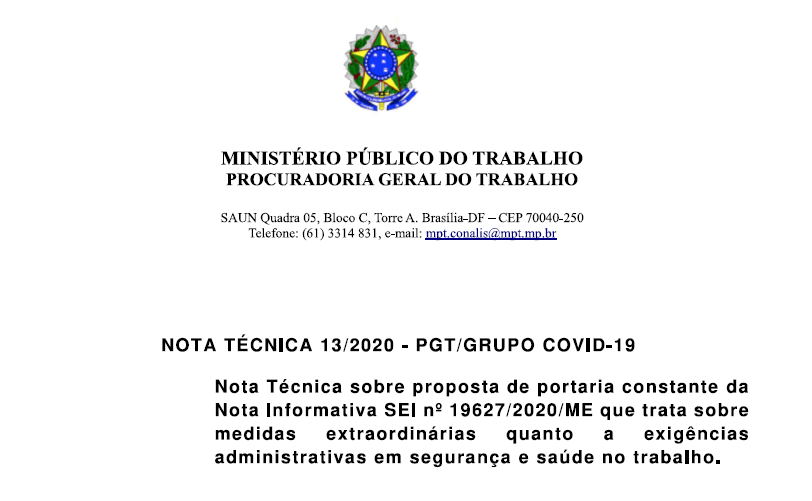 MINISTÉRIO PÚBLICO DO TRABALHO
PROCURADORIA GERAL DO TRABALHO
SAUN Quadra 05, Bloco C, Torre A. Brasília-DF – CEP 70040-250
Telefone: (61) 3314 831, e-mail: mpt.conalis@mpt.mp.br
NOTA TÉCNICA 13/2020 - PGT/GRUPO COVID-19
Nota Técnica sobre proposta de portaria constante da
Nota Informativa SEI nº 19627/2020/ME que trata sobre
medidas extraordinárias quanto a exigências
administrativas em segurança e saúde no trabalho.